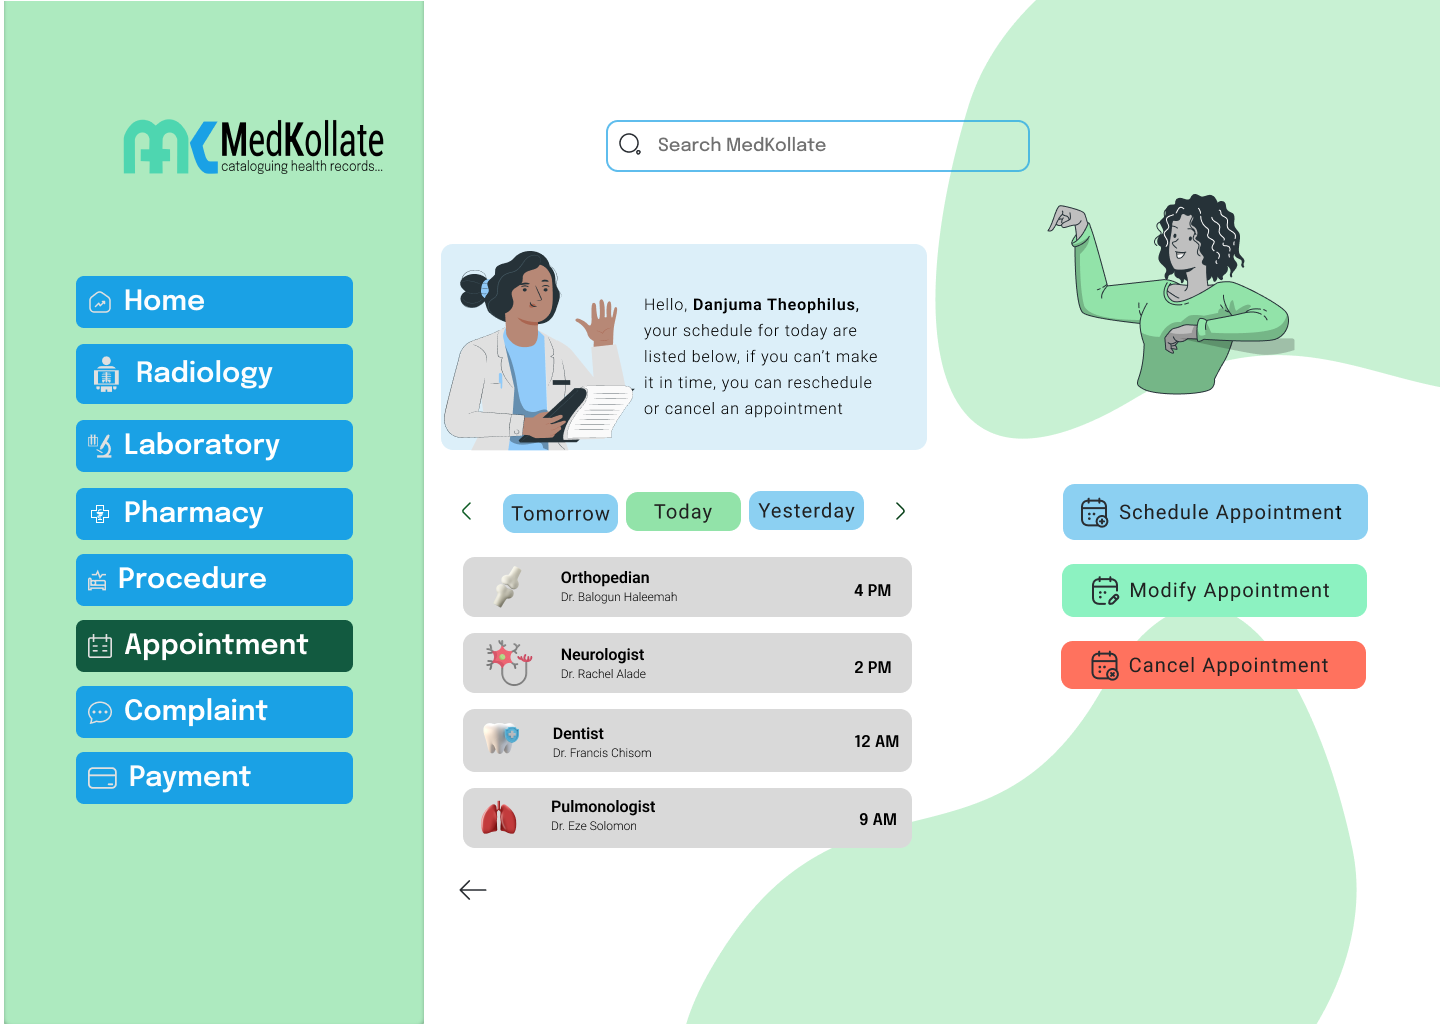 MedKollate
cataloguing health records...
Home
Radiology
Laboratory
Pharmacy
Procedure
Appointment
Complaint
Payment
Search MedKollate
Hello, Danjuma Theophilus,
your schedule for today are
listed below, if you can't make
it in time, you can reschedule
or cancel an appointment
Tomorrow
Today
Yesterday
Orthopedian
Dr. Balogun Haleemah
4 PM
Neurologist
Dr. Rachel Alade
2 PM
Dentist
Dr. Francis Chisom
12 AM
Pulmonologist
Dr. Eze Solomon
9 AM
Schedule Appointment
Modify Appointment
Cancel Appointment